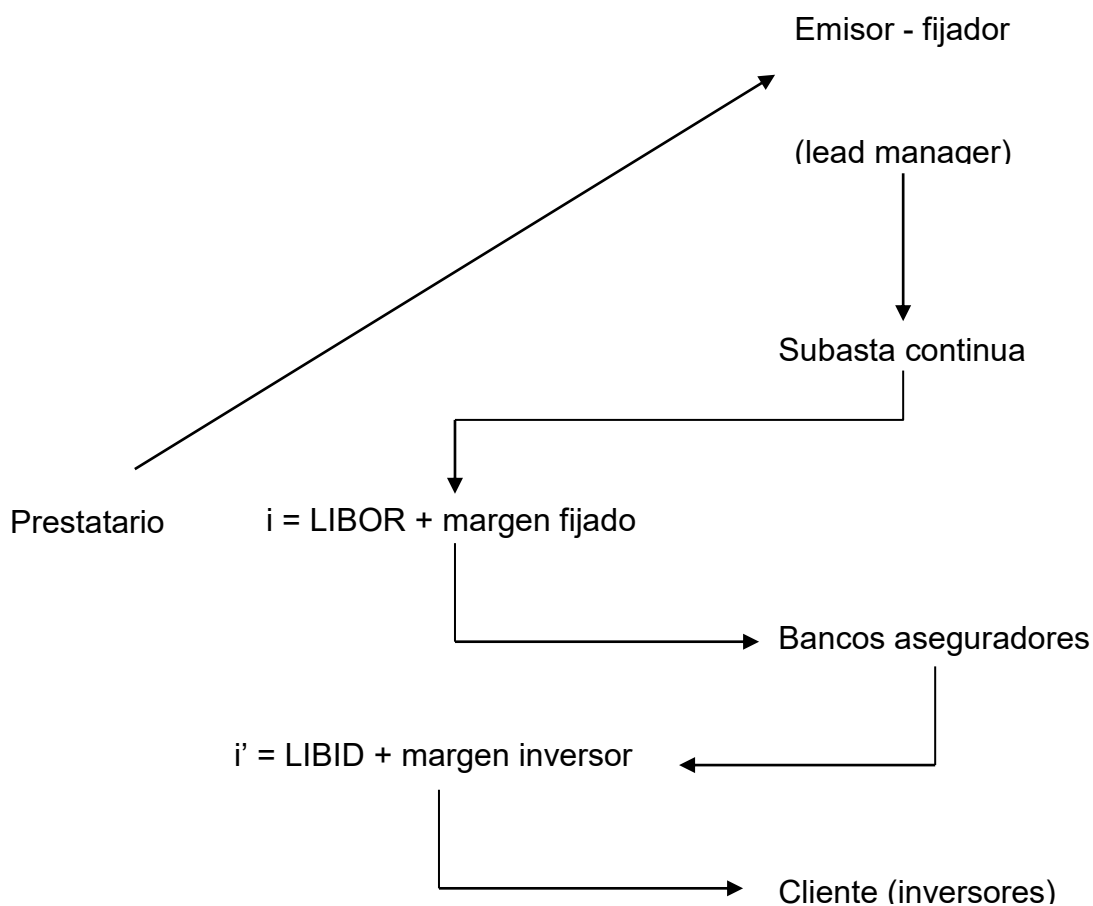 Emisor - fijador
(lead manager)
Subasta continua
Prestatario
i = LIBOR + margen fijado
Bancos aseguradores
i’ = LIBID + margen inversor
Cliente (inversores)